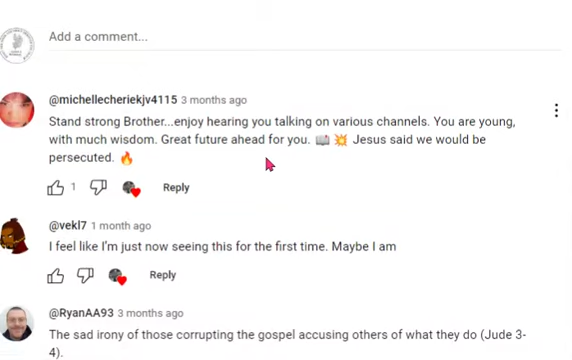 Add a comment...
@michellecheriekjv4115 3 months ago
Stand strong Brother...enjoy hearing you talking on various channels. You are young,
with much wisdom. Great future ahead for you. 📖 💥 Jesus said we would be
persecuted. 🔥
1 Reply
@vekl7 1 month ago
I feel like I'm just now seeing this for the first time. Maybe I am
Reply
@RyanAA93 3 months ago
The sad irony of those corrupting the gospel accusing others of what they do (Jude 3-
4).